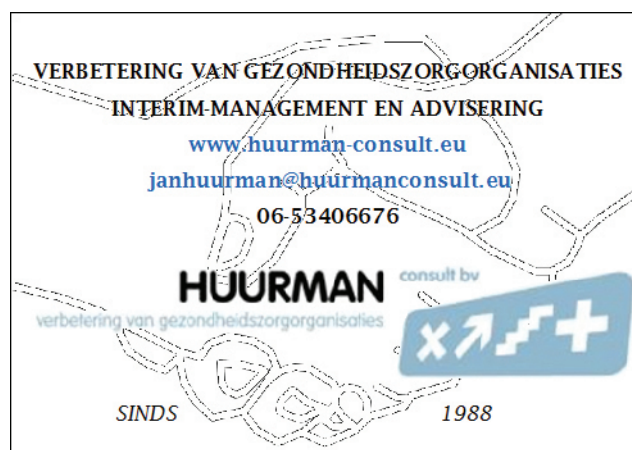 VERBETERING VAN GEZONDHEIDSZORGORGANISATIES
INTERIM-MANAGEMENT EN ADVISERING
www.huurman-consult.eu
janhuurman@huurmanconsult.eu
06-53406676
HUURMAN consult bv
verbetering van gezondheidszorgorganisaties
SINDS 1988